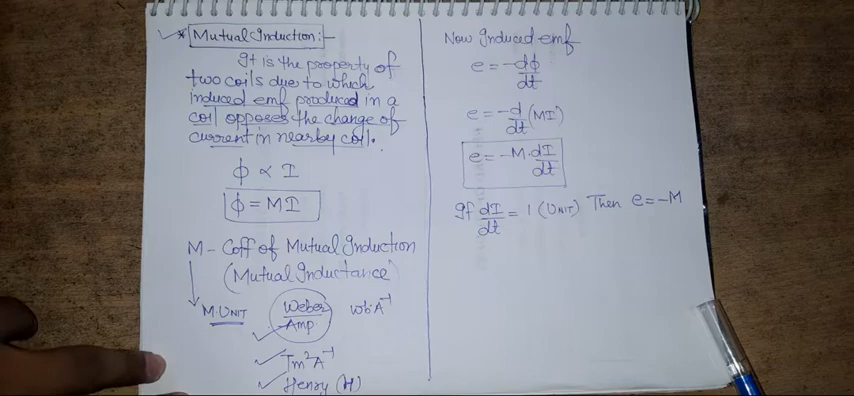 * Mutual Induction:-
It is the property of
two coils due to which
induced emf produced in a
coil opposes the change of
current in nearby coil.
ϕ ∝ I
ϕ = MI
M - Coff of Mutual Induction
(Mutual Inductance)
M. UNIT Weber/Amp Wb A⁻¹
Tm²A⁻¹
Henry (H)
Now Induced emf
e = -dϕ/dt
e = -d/dt (MI)
e = -M. dI/dt
If dI/dt = 1 (UNIT) Then e = -M